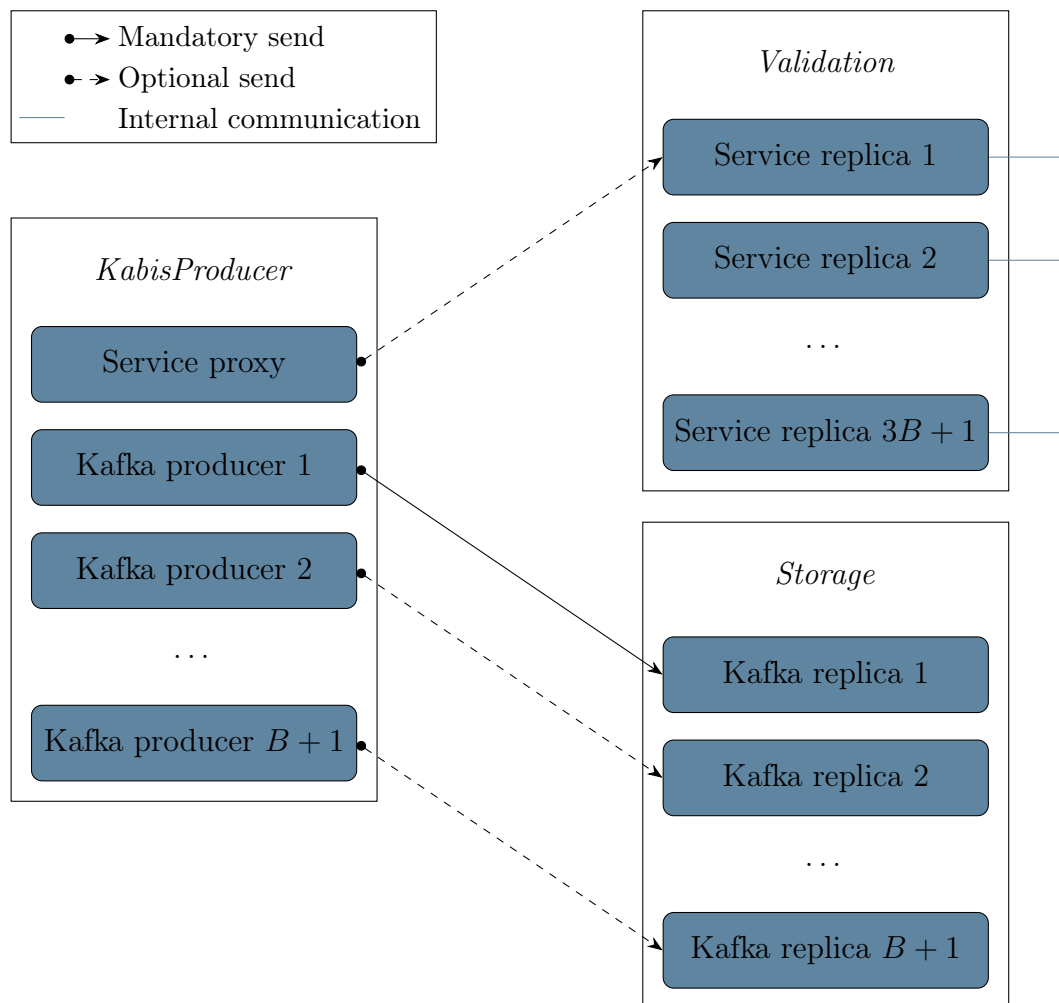 Mandatory send
Optional send
Internal communication
KabisProducer
Service proxy
Kafka producer 1
Kafka producer 2
...
Kafka producer B + 1
Validation
Service replica 1
Service replica 2
...
Service replica 3B + 1
Storage
Kafka replica 1
Kafka replica 2
...
Kafka replica B + 1